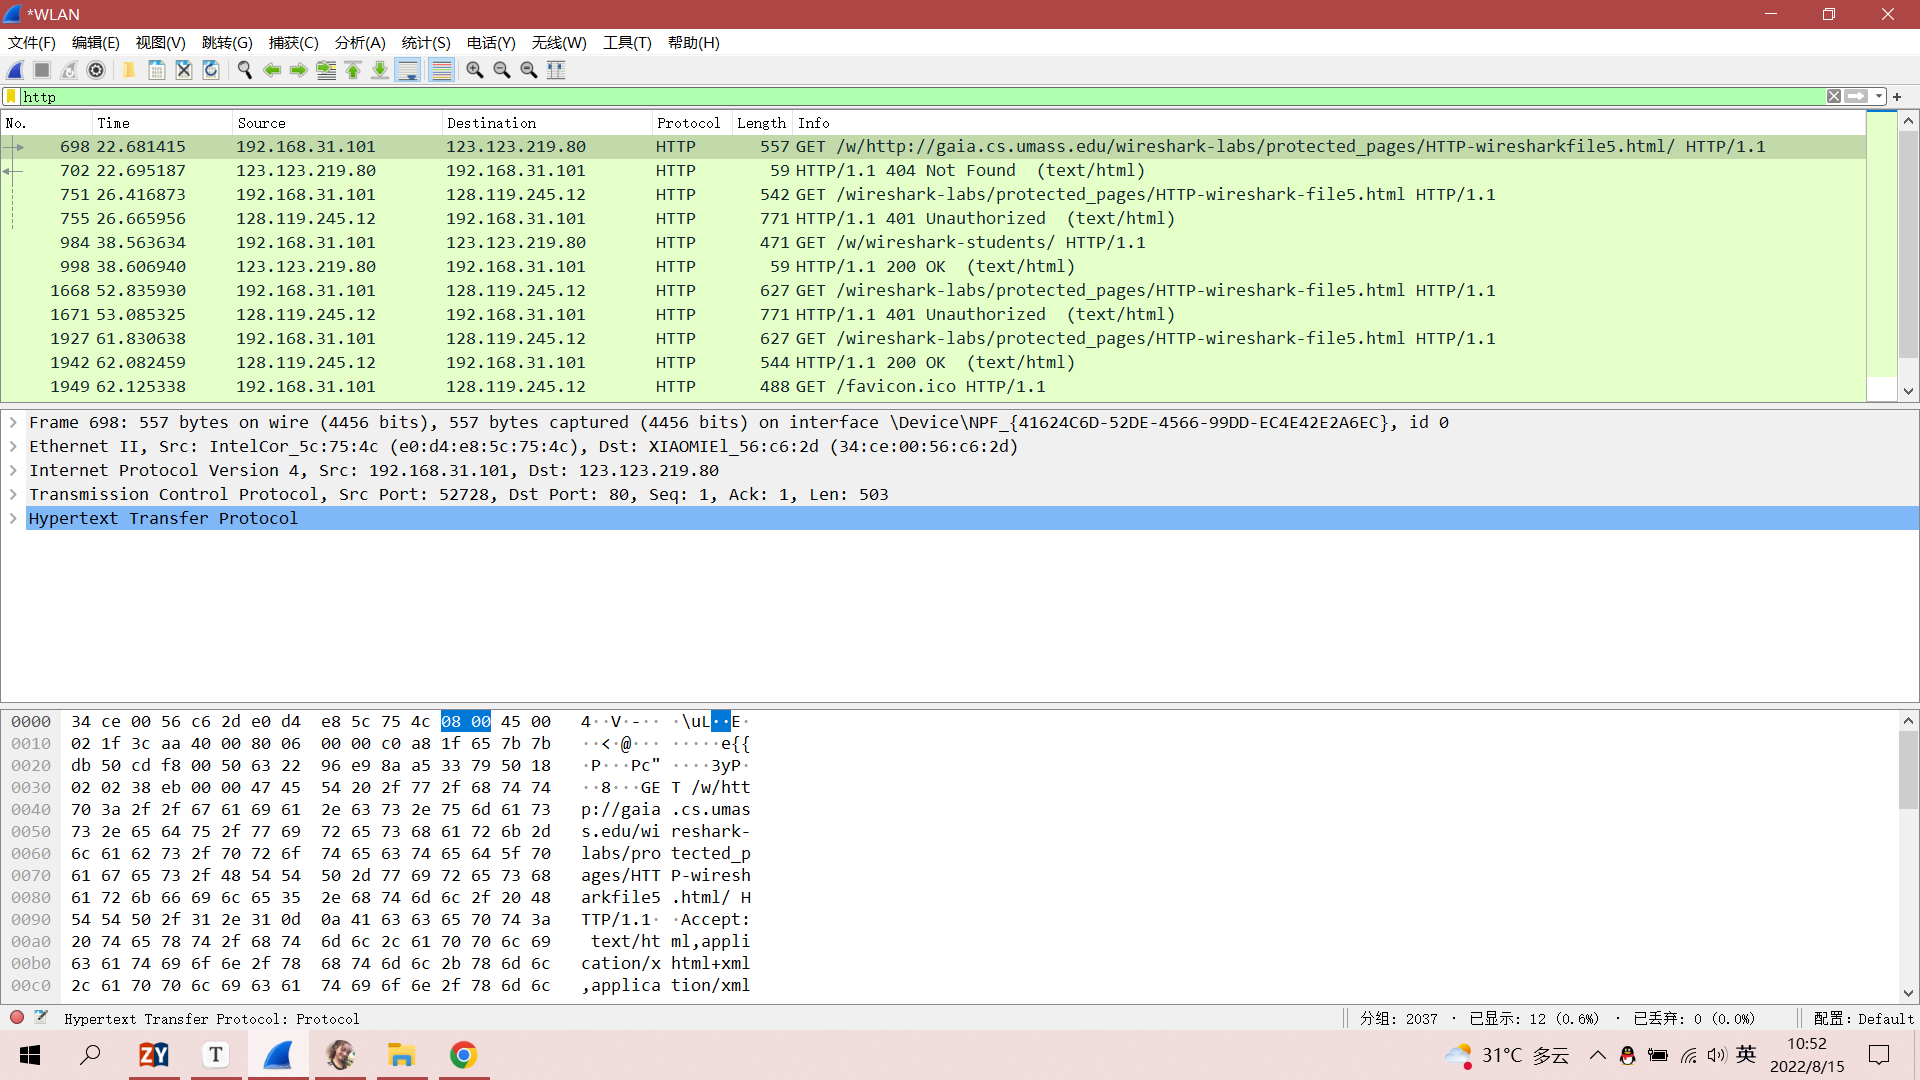 *WLAN
文件(F) 编辑(E) 视图(V) 跳转(G) 捕获(C) 分析(A) 统计(S) 电话(Y) 无线(W) 工具(T) 帮助(H)
http
No. Time Source Destination Protocol Length Info
698 22.681415 192.168.31.101 123.123.219.80 HTTP 557 GET /w/http://gaia.cs.umass.edu/wireshark-labs/protected_pages/HTTP-wiresharkfile5.html/ HTTP/1.1
702 22.695187 123.123.219.80 192.168.31.101 HTTP 59 HTTP/1.1 404 Not Found (text/html)
751 26.416873 192.168.31.101 128.119.245.12 HTTP 542 GET /wireshark-labs/protected_pages/HTTP-wireshark-file5.html HTTP/1.1
755 26.665956 128.119.245.12 192.168.31.101 HTTP 771 HTTP/1.1 401 Unauthorized (text/html)
984 38.563634 192.168.31.101 123.123.219.80 HTTP 471 GET /w/wireshark-students/ HTTP/1.1
998 38.606940 123.123.219.80 192.168.31.101 HTTP 59 HTTP/1.1 200 OK (text/html)
1668 52.835930 192.168.31.101 128.119.245.12 HTTP 627 GET /wireshark-labs/protected_pages/HTTP-wireshark-file5.html HTTP/1.1
1671 53.085325 128.119.245.12 192.168.31.101 HTTP 771 HTTP/1.1 401 Unauthorized (text/html)
1927 61.830638 192.168.31.101 128.119.245.12 HTTP 627 GET /wireshark-labs/protected_pages/HTTP-wireshark-file5.html HTTP/1.1
1942 62.082459 128.119.245.12 192.168.31.101 HTTP 544 HTTP/1.1 200 OK (text/html)
1949 62.125338 192.168.31.101 128.119.245.12 HTTP 488 GET /favicon.ico HTTP/1.1
Frame 698: 557 bytes on wire (4456 bits), 557 bytes captured (4456 bits) on interface \Device\NPF_{41624C6D-52DE-4566-99DD-EC4E42E2A6EC}, id 0
Ethernet II, Src: IntelCor_5c:75:4c (e0:d4:e8:5c:75:4c), Dst: XIAOMIEl_56:c6:2d (34:ce:00:56:c6:2d)
Internet Protocol Version 4, Src: 192.168.31.101, Dst: 123.123.219.80
Transmission Control Protocol, Src Port: 52728, Dst Port: 80, Seq: 1, Ack: 1, Len: 503
Hypertext Transfer Protocol
0000 34 ce 00 56 c6 2d e0 d4 e8 5c 75 4c 08 00 45 00 4··V·-·· ·\uL··E·
0010 02 1f 3c aa 40 00 80 06 00 00 c0 a8 1f 65 7b 7b ··<·@··· ·····e{{
0020 db 50 cd f8 00 50 63 22 96 e9 8a a5 33 79 50 18 ·P···Pc" ····3yP·
0030 02 02 38 eb 00 00 47 45 54 20 2f 77 2f 68 74 74 ··8···GE T /w/htt
0040 70 3a 2f 2f 67 61 69 61 2e 63 73 2e 75 6d 61 73 p://gaia .cs.umas
0050 73 2e 65 64 75 2f 77 69 72 65 73 68 61 72 6b 2d s.edu/wi reshark-
0060 6c 61 62 73 2f 70 72 6f 74 65 63 74 65 64 5f 70 labs/pro tected_p
0070 61 67 65 73 2f 48 54 54 50 2d 77 69 72 65 73 68 ages/HTT P-wiresh
0080 61 72 6b 66 69 6c 65 35 2e 68 74 6d 6c 2f 20 48 arkfile5 .html/ H
0090 54 54 50 2f 31 2e 31 0d 0a 41 63 63 65 70 74 3a TTP/1.1· ·Accept:
00a0 20 74 65 78 74 2f 68 74 6d 6c 2c 61 70 70 6c 69 text/ht ml,appli
00b0 63 61 74 69 6f 6e 2f 78 68 74 6d 6c 2b 78 6d 6c cation/x html+xml
00c0 2c 61 70 70 6c 69 63 61 74 69 6f 6e 2f 78 6d 6c ,applica tion/xml
Hypertext Transfer Protocol: Protocol 分组: 2037 · 已显示: 12 (0.6%) · 已丢弃: 0 (0.0%) 配置: Default
ZY T 31°C 多云 英 10:52
2022/8/15